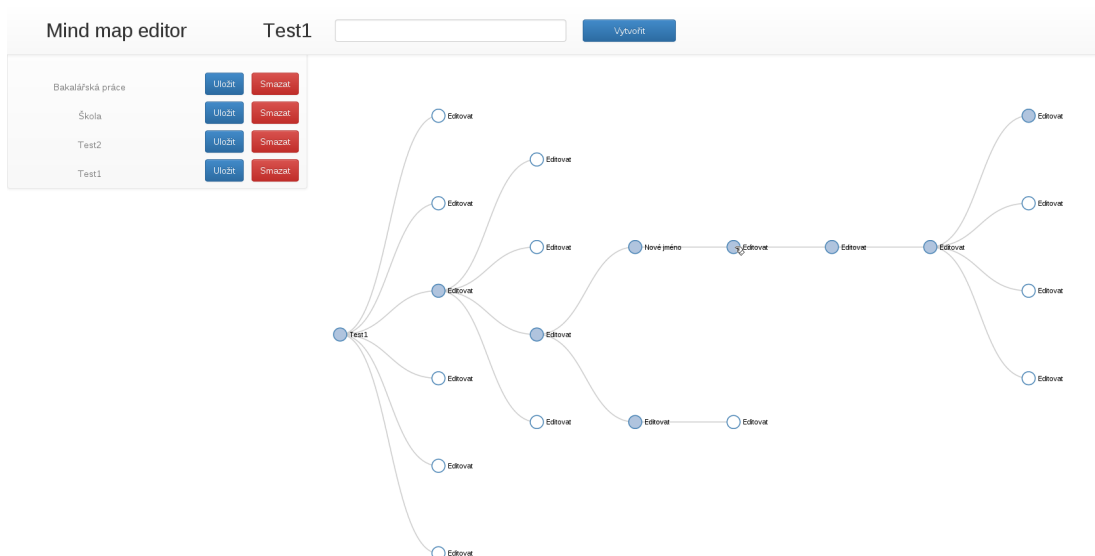 Mind map editor Test1 Vytvořit
Bakalářská práce Uložit Smazat
Škola Uložit Smazat
Test2 Uložit Smazat
Test1 Uložit Smazat
Editovat Editovat
Editovat
Editovat Editovat
Editovat Nové jméno Editovat Editovat Editovat
Editovat Editovat
Test1 Editovat
Editovat Editovat
Editovat Editovat Editovat
Editovat
Editovat